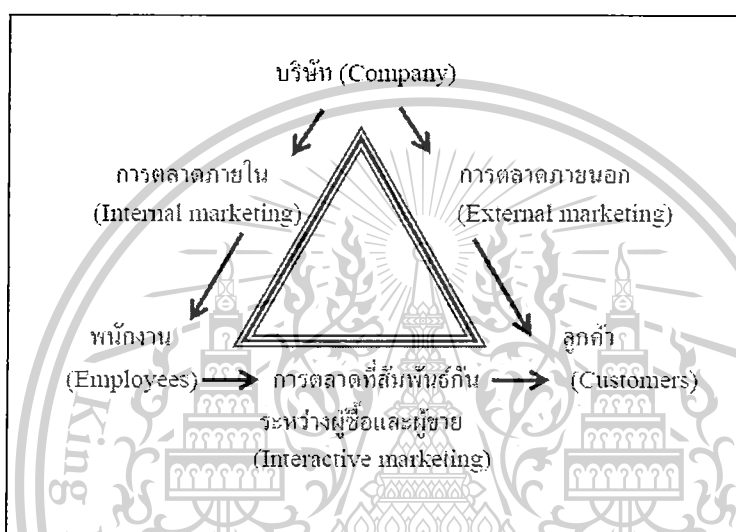 บริษัท (Company)
การตลาดภายใน
(Internal marketing)
การตลาดภายนอก
(External marketing)
พนักงาน
(Employees)
ลูกค้า
(Customers)
การตลาดที่สัมพันธ์กัน
ระหว่างผู้ซื้อและผู้ขาย
(Interactive marketing)
King